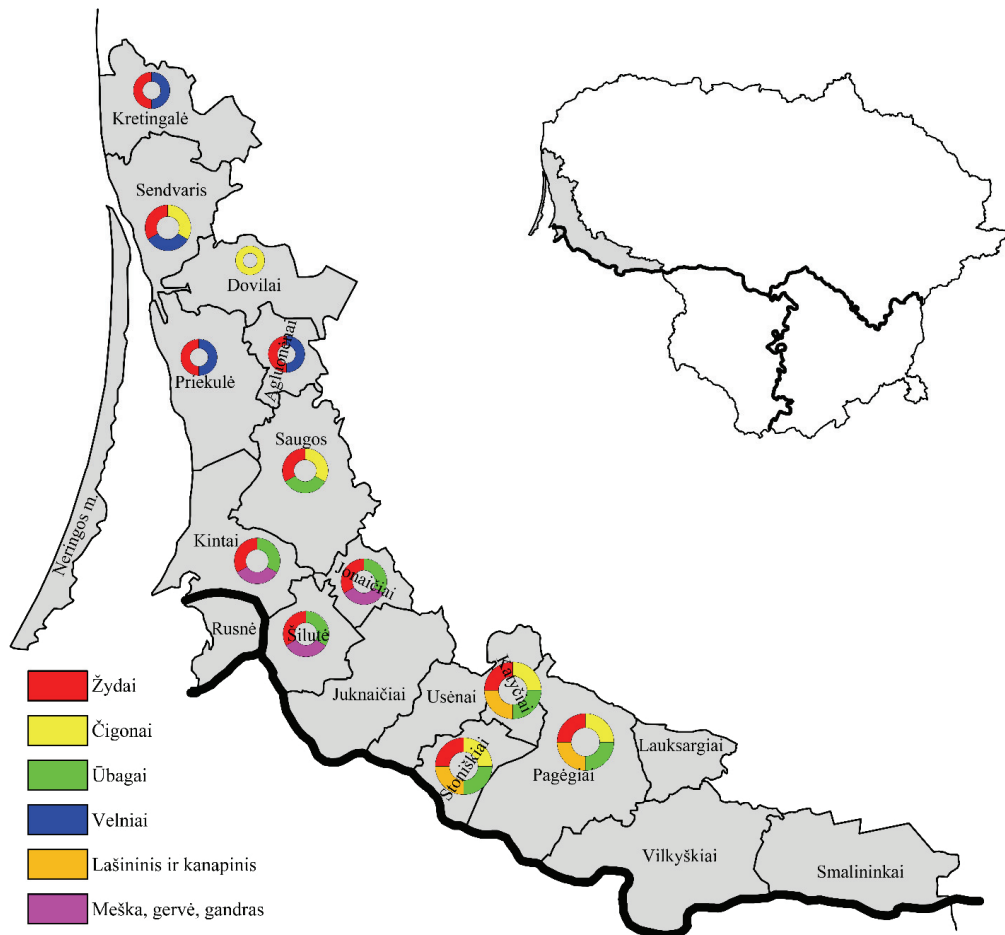 Kretingalė
Sendvaris
Dovilai
Agluonėnai
Priekulė
Saugos
Neringos m.
Kintai
Jonaičiai
Rusnė
Šilutė
Juknaičiai
Usėnai
Katyčiai
Stoniškiai
Pagėgiai
Lauksargiai
Vilkyškiai
Smalininkai
Žydai
Čigonai
Ūbagai
Velniai
Lašininis ir kanapinis
Meška, gervė, gandras